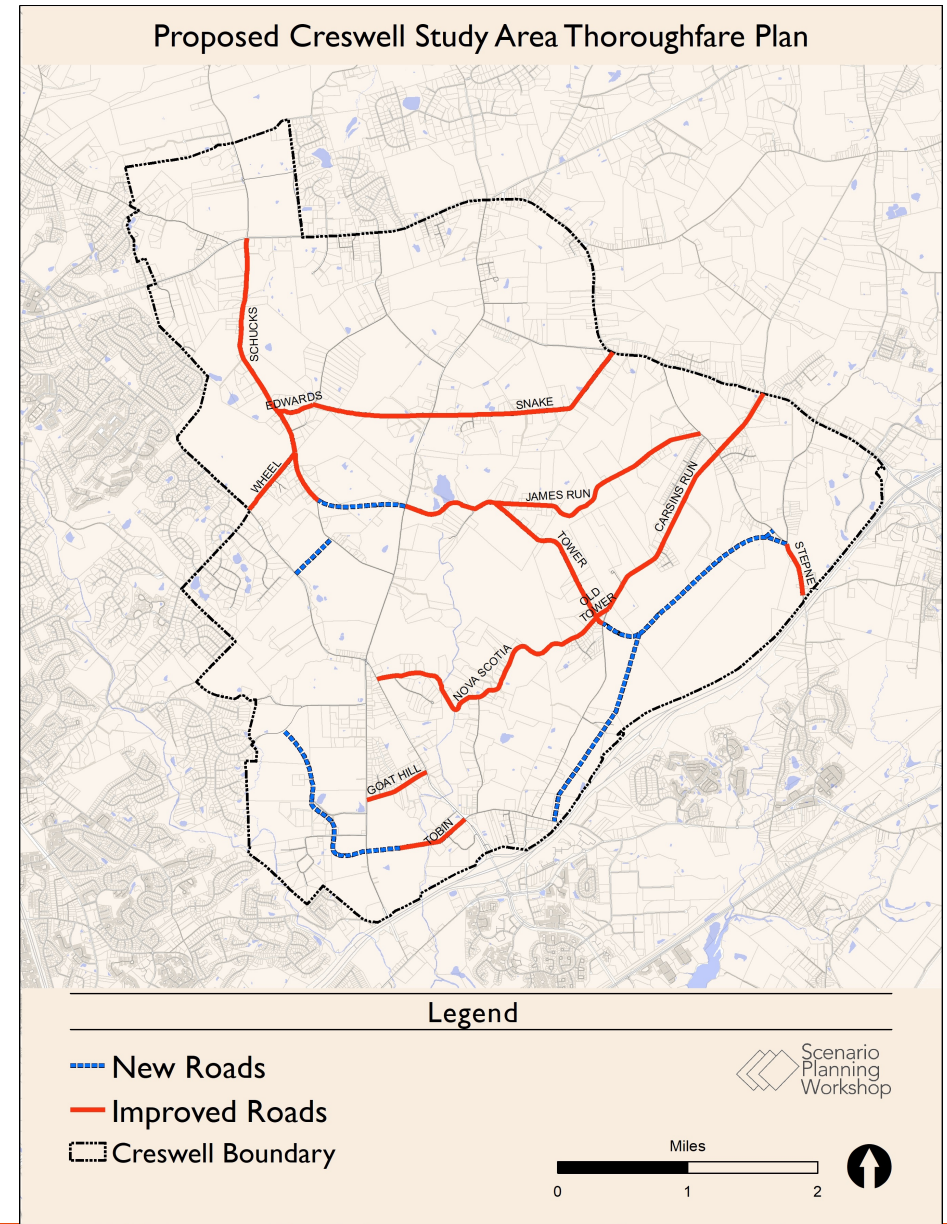 Proposed Creswell Study Area Thoroughfare Plan
SCHUCKS
EDWARDS
SNAKE
WHEEL
JAMES RUN
CARSINS RUN
TOWER
STEPNEY
OLD
TOWER
NOVA SCOTIA
GOAT HILL
TOBIN
Legend
New Roads
Improved Roads
Creswell Boundary
Scenario
Planning
Workshop
Miles
0 1 2